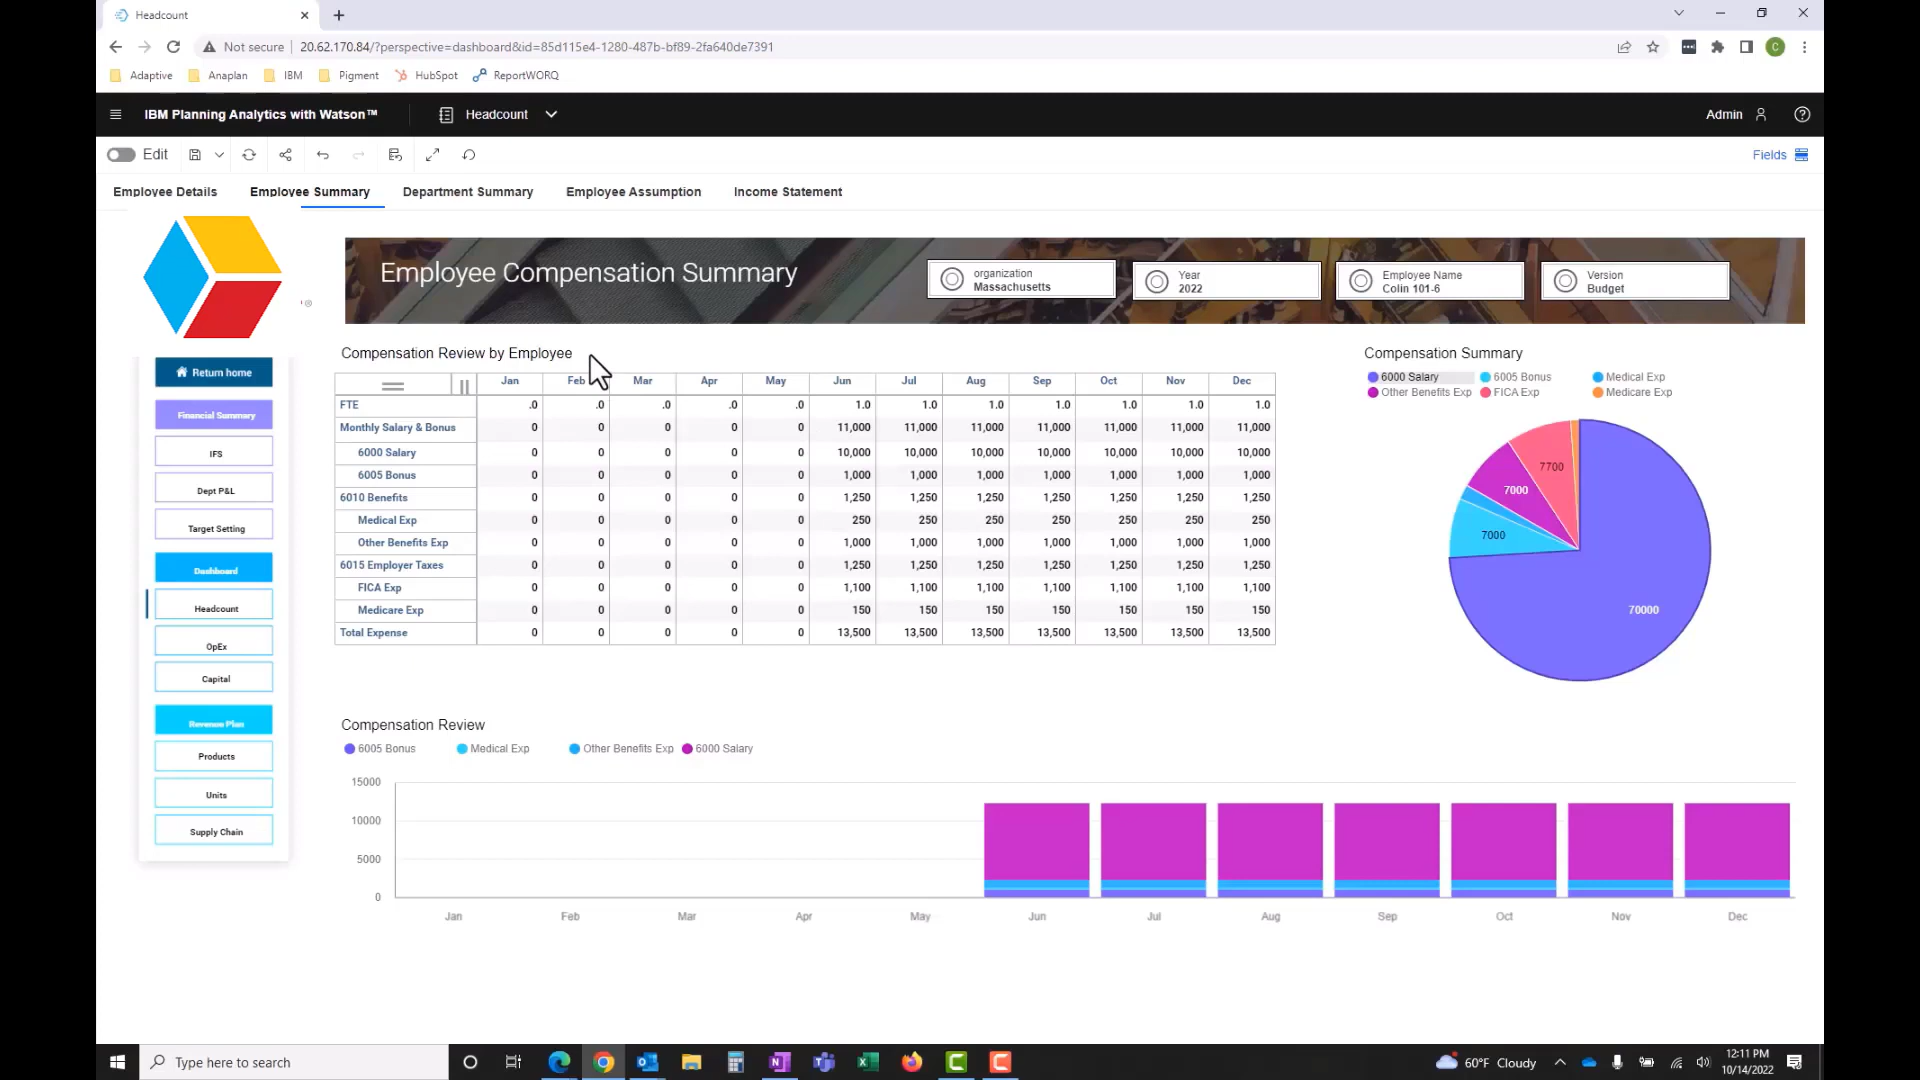 Headcount
Not secure 20.62.170.84/?perspective=dashboard&id=85d115e4-1280-487b-bf89-2fa640de7391
C
Adaptive Anaplan IBM Pigment HubSpot ReportWORQ
IBM Planning Analytics with Watson™ Headcount Admin
Edit Fields
Employee Details Employee Summary Department Summary Employee Assumption Income Statement
Employee Compensation Summary
organization
Massachusetts
Year
2022
Employee Name
Colin 101-6
Version
Budget
Return home
Financial Summary
IFS
Dept P&L
Target Setting
Dashboard
Headcount
OpEx
Capital
Revenue Plan
Products
Units
Supply Chain
Compensation Review by Employee
Jan Feb Mar Apr May Jun Jul Aug Sep Oct Nov Dec
FTE .0 .0 .0 .0 .0 1.0 1.0 1.0 1.0 1.0 1.0 1.0
Monthly Salary & Bonus 0 0 0 0 0 11,000 11,000 11,000 11,000 11,000 11,000 11,000
6000 Salary 0 0 0 0 0 10,000 10,000 10,000 10,000 10,000 10,000 10,000
6005 Bonus 0 0 0 0 0 1,000 1,000 1,000 1,000 1,000 1,000 1,000
6010 Benefits 0 0 0 0 0 1,250 1,250 1,250 1,250 1,250 1,250 1,250
Medical Exp 0 0 0 0 0 250 250 250 250 250 250 250
Other Benefits Exp 0 0 0 0 0 1,000 1,000 1,000 1,000 1,000 1,000 1,000
6015 Employer Taxes 0 0 0 0 0 1,250 1,250 1,250 1,250 1,250 1,250 1,250
FICA Exp 0 0 0 0 0 1,100 1,100 1,100 1,100 1,100 1,100 1,100
Medicare Exp 0 0 0 0 0 150 150 150 150 150 150 150
Total Expense 0 0 0 0 0 13,500 13,500 13,500 13,500 13,500 13,500 13,500
Compensation Summary
6000 Salary 6005 Bonus Medical Exp
Other Benefits Exp FICA Exp Medicare Exp
7700
7000
7000
70000
Compensation Review
6005 Bonus Medical Exp Other Benefits Exp 6000 Salary
15000
10000
5000
0
Jan Feb Mar Apr May Jun Jul Aug Sep Oct Nov Dec
Type here to search
60°F Cloudy
12:11 PM
10/14/2022